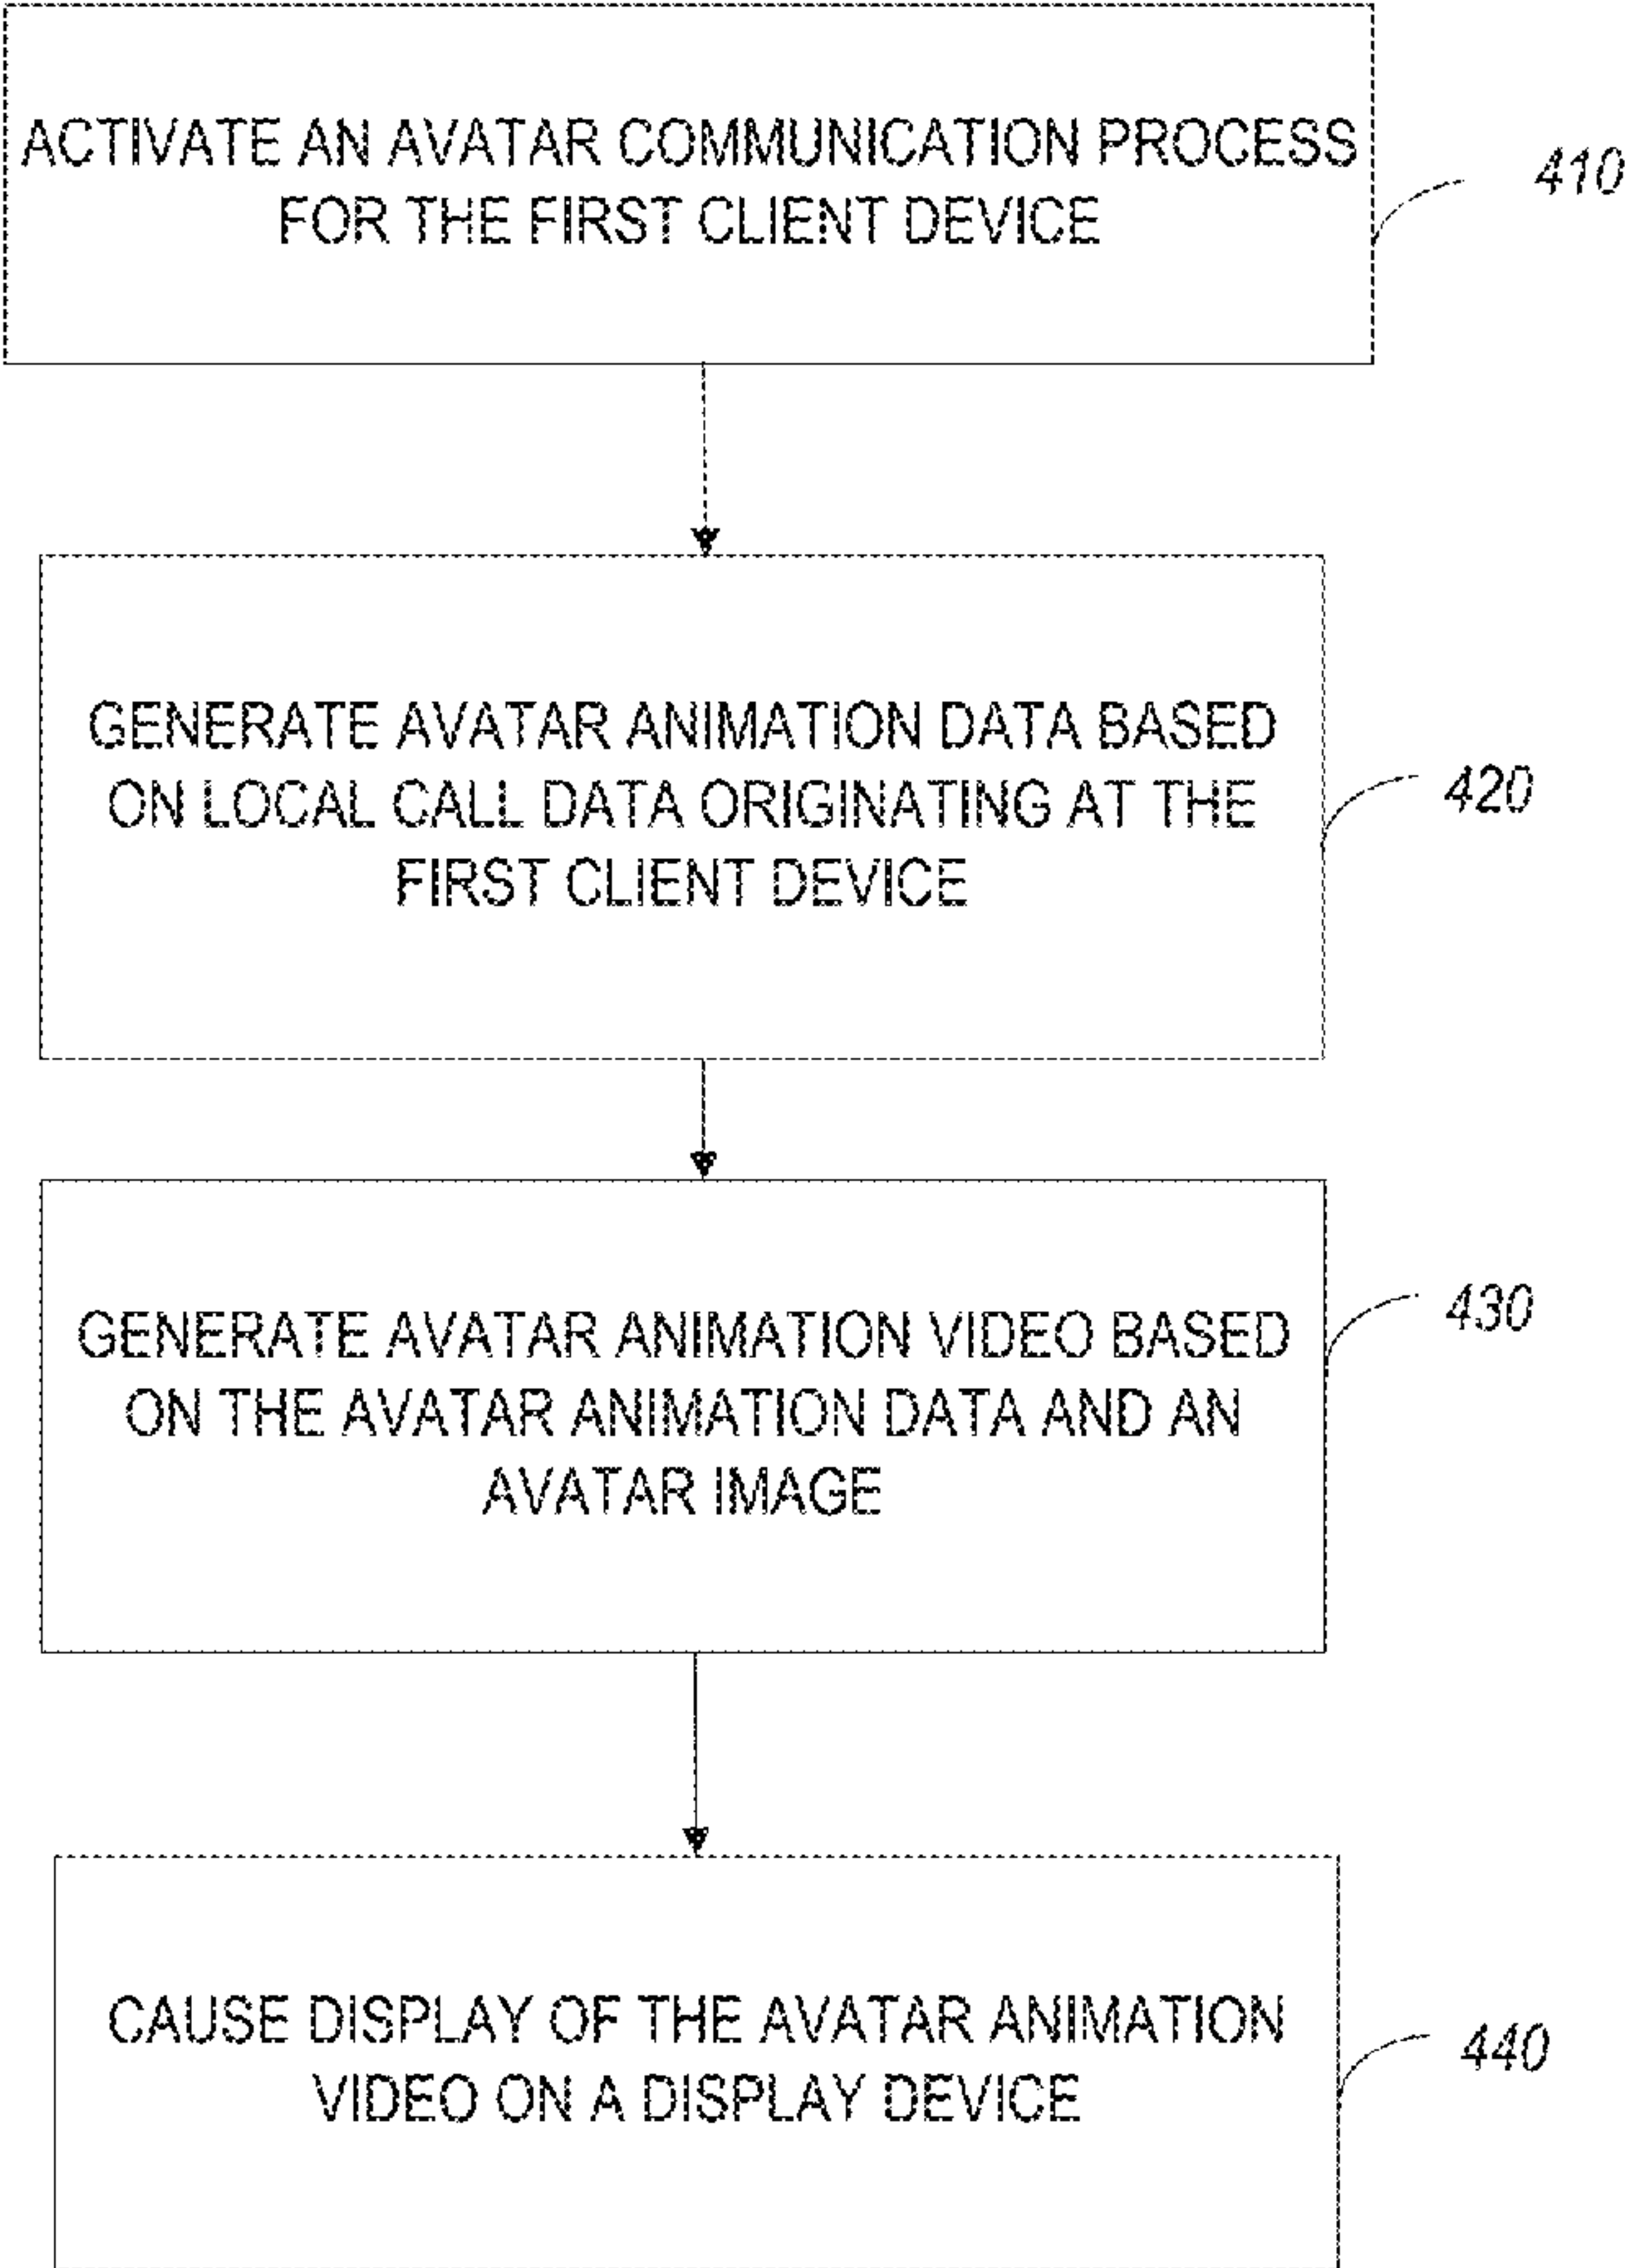 ACTIVATE AN AVATAR COMMUNICATION PROCESS
FOR THE FIRST CLIENT DEVICE
410
GENERATE AVATAR ANIMATION DATA BASED
ON LOCAL CALL DATA ORIGINATING AT THE
FIRST CLIENT DEVICE
420
GENERATE AVATAR ANIMATION VIDEO BASED
ON THE AVATAR ANIMATION DATA AND AN
AVATAR IMAGE
430
CAUSE DISPLAY OF THE AVATAR ANIMATION
VIDEO ON A DISPLAY DEVICE
440